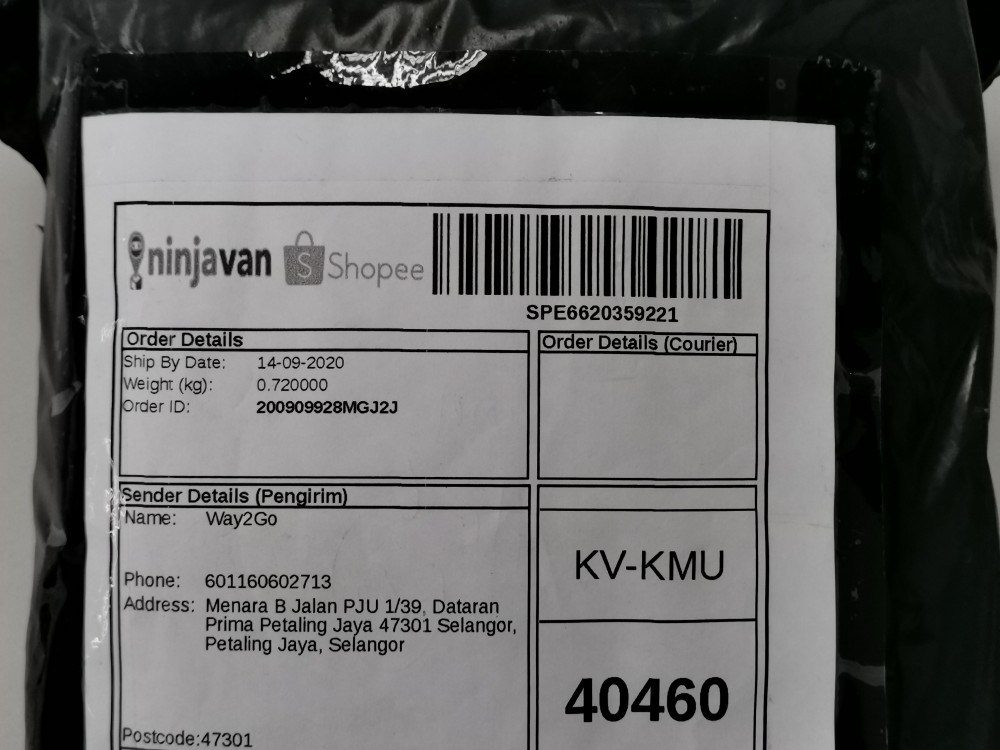 ninjavan S Shopee
SPE6620359221
Order Details
Ship By Date: 14-09-2020
Weight (kg): 0.720000
Order ID: 200909928MGJ2J
Order Details (Courier)
Sender Details (Pengirim)
Name: Way2Go
Phone: 601160602713
Address: Menara B Jalan PJU 1/39, Dataran
Prima Petaling Jaya 47301 Selangor,
Petaling Jaya, Selangor
Postcode:47301
KV-KMU
40460